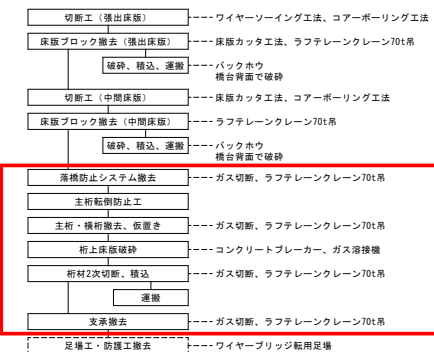 切断工（張出床版） ワイヤーソーイング工法、コアーボーリング工法
床版ブロック撤去（張出床版） 床版カッタ工法、ラフテレーンクレーン70t吊
破砕、積込、運搬 バックホウ
橋台背面で破砕
切断工（中間床版） 床版カッタ工法、コアーボーリング工法
床版ブロック撤去（中間床版） ラフテレーンクレーン70t吊
破砕、積込、運搬 バックホウ
橋台背面で破砕
落橋防止システム撤去 ガス切断、ラフテレーンクレーン70t吊
主桁転倒防止工
主桁・横桁撤去、仮置き ガス切断、ラフテレーンクレーン70t吊
桁上床版破砕 コンクリートブレーカー、ガス溶接機
桁材2次切断、積込 ガス切断、ラフテレーンクレーン70t吊
運搬
支承撤去 ガス切断、ラフテレーンクレーン70t吊
足場工・防護工撤去 ワイヤーブリッジ転用足場